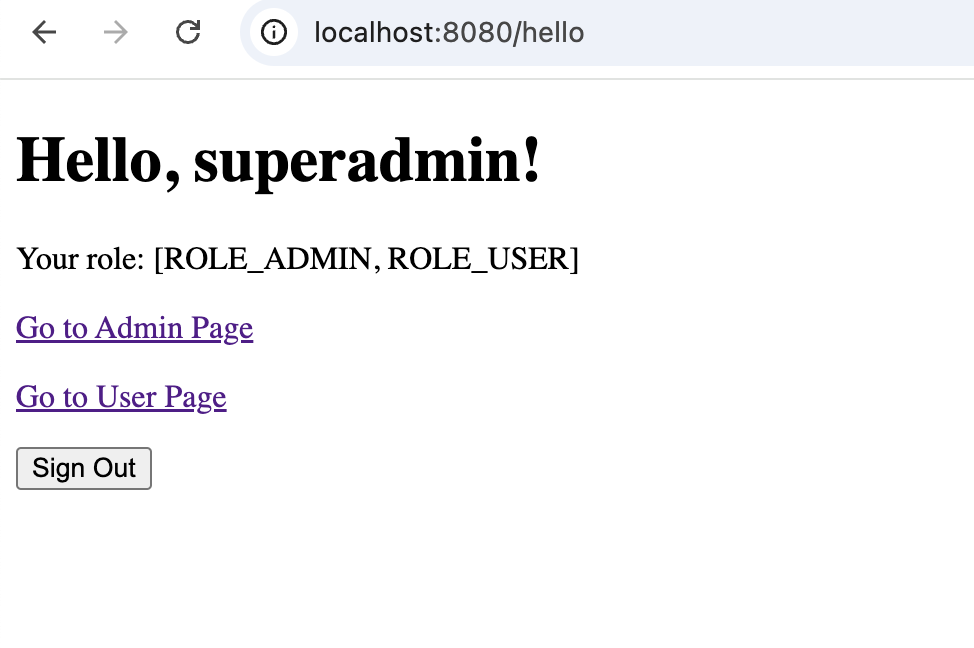 localhost:8080/hello
Hello, superadmin!
Your role: [ROLE_ADMIN, ROLE_USER]
Go to Admin Page
Go to User Page
Sign Out